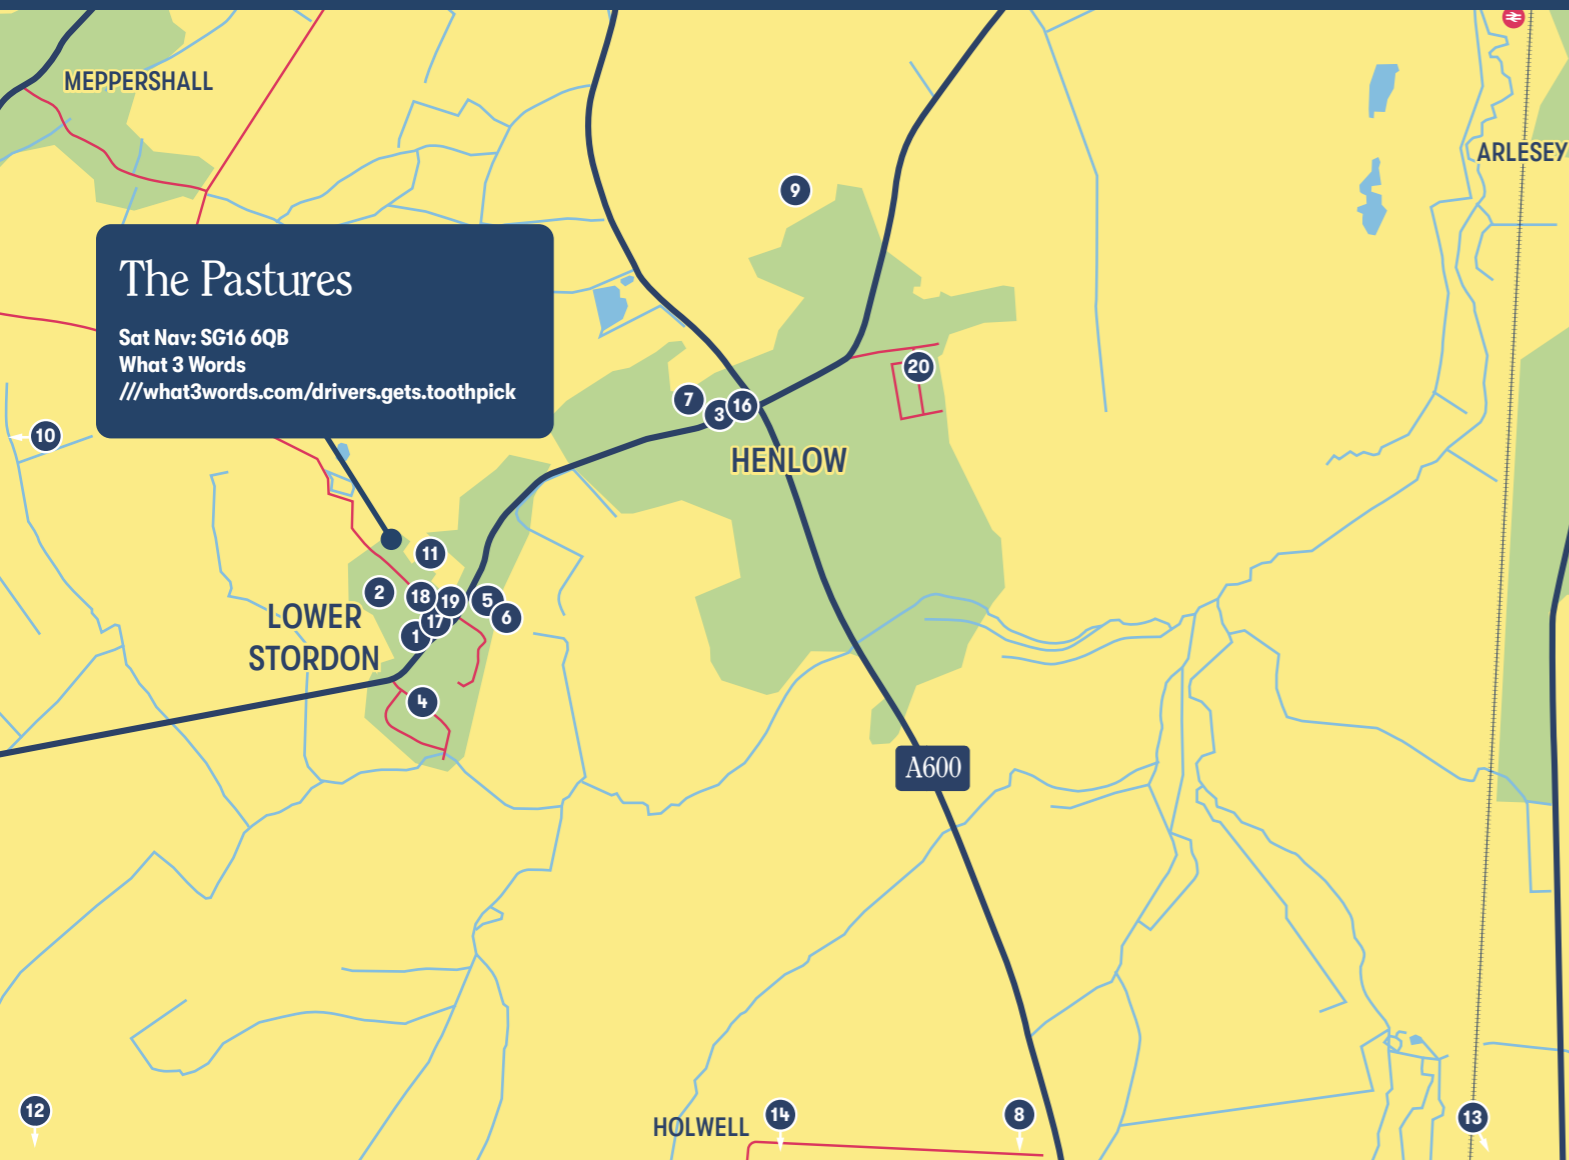 MEPPERSHALL
ARLESEY
9
The Pastures
Sat Nav: SG16 6QB
What 3 Words
///what3words.com/drivers.gets.toothpick
20
7
3
16
10
HENLOW
11
2
18
19
5
6
17
1
LOWER
STORDON
4
A600
12
HOLWELL
14
8
13